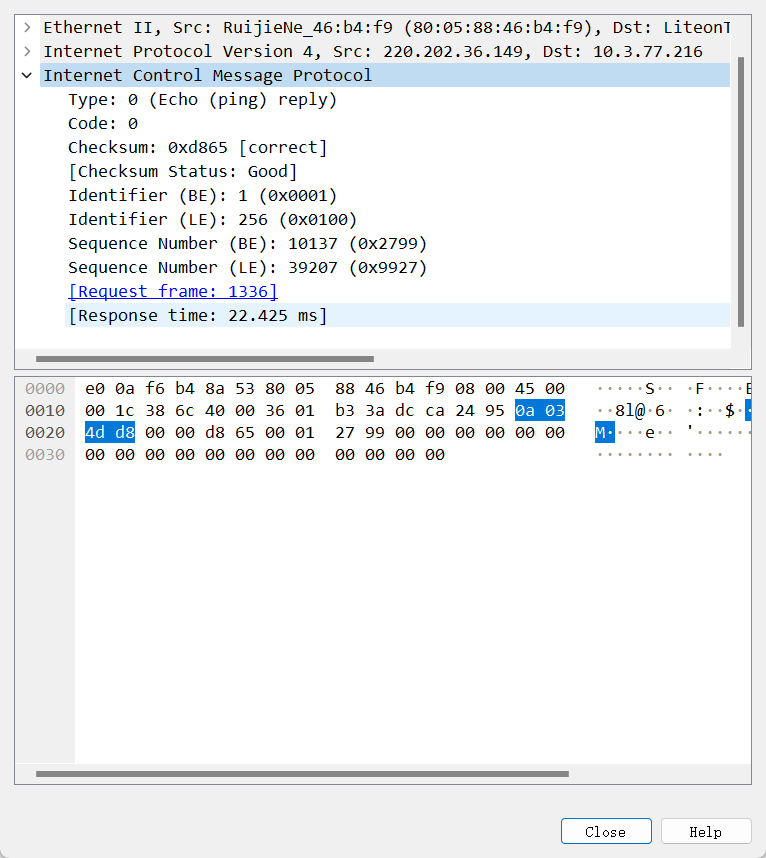 Ethernet II, Src: RuijieNe_46:b4:f9 (80:05:88:46:b4:f9), Dst: LiteonT
Internet Protocol Version 4, Src: 220.202.36.149, Dst: 10.3.77.216
Internet Control Message Protocol
Type: 0 (Echo (ping) reply)
Code: 0
Checksum: 0xd865 [correct]
[Checksum Status: Good]
Identifier (BE): 1 (0x0001)
Identifier (LE): 256 (0x0100)
Sequence Number (BE): 10137 (0x2799)
Sequence Number (LE): 39207 (0x9927)
[Request frame: 1336]
[Response time: 22.425 ms]
0000 e0 0a f6 b4 8a 53 80 05 88 46 b4 f9 08 00 45 00 ·····S·· ·F····E
0010 00 1c 38 6c 40 00 36 01 b3 3a dc ca 24 95 0a 03 ··8l@·6· ·:··$···
0020 4d d8 00 00 d8 65 00 01 27 99 00 00 00 00 00 00 M····e·· '·······
0030 00 00 00 00 00 00 00 00 00 00 00 00 ········ ····
Close Help